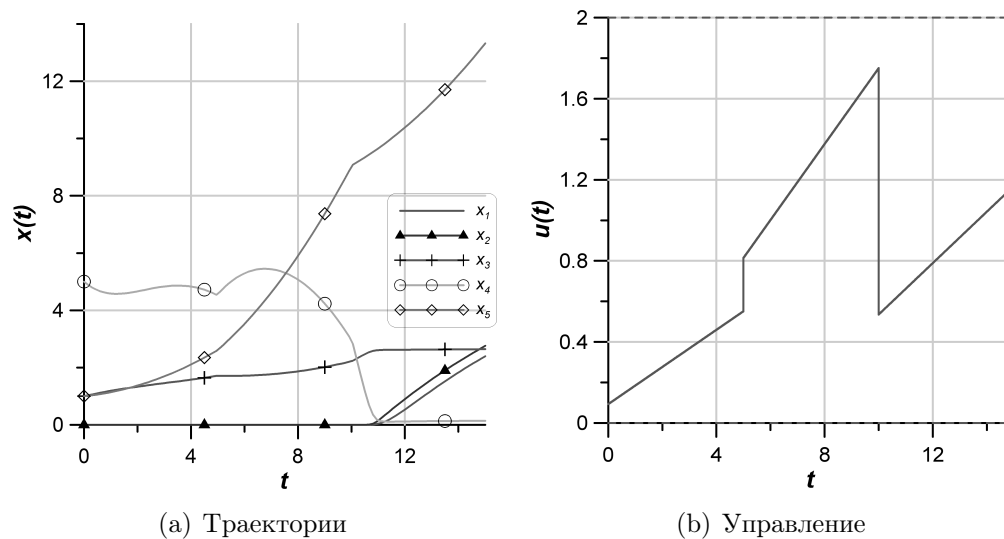 x(t)
12
8
4
0
0
4
8
12
t
x1
x2
x3
x4
x5
(a) Траектории
u(t)
2
1.6
1.2
0.8
0.4
0
0
4
8
12
t
(b) Управление